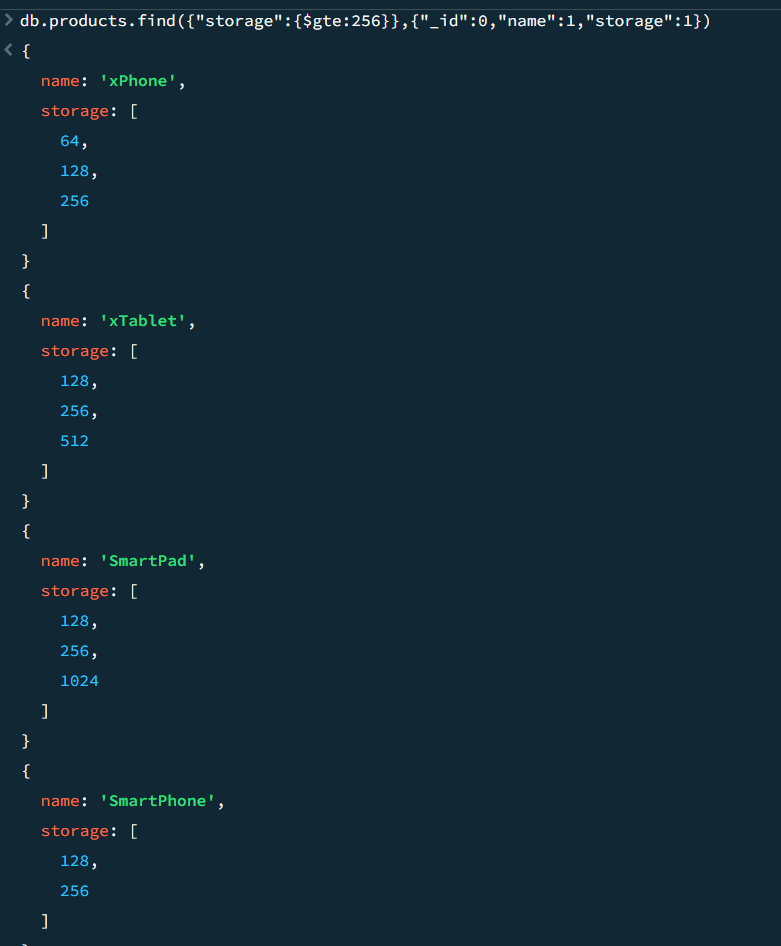 > db.products.find({"storage":{$gte:256}},{"_id":0,"name":1,"storage":1})
< {
name: 'xPhone',
storage: [
64,
128,
256
]
}
{
name: 'xTablet',
storage: [
128,
256,
512
]
}
{
name: 'SmartPad',
storage: [
128,
256,
1024
]
}
{
name: 'SmartPhone',
storage: [
128,
256
]